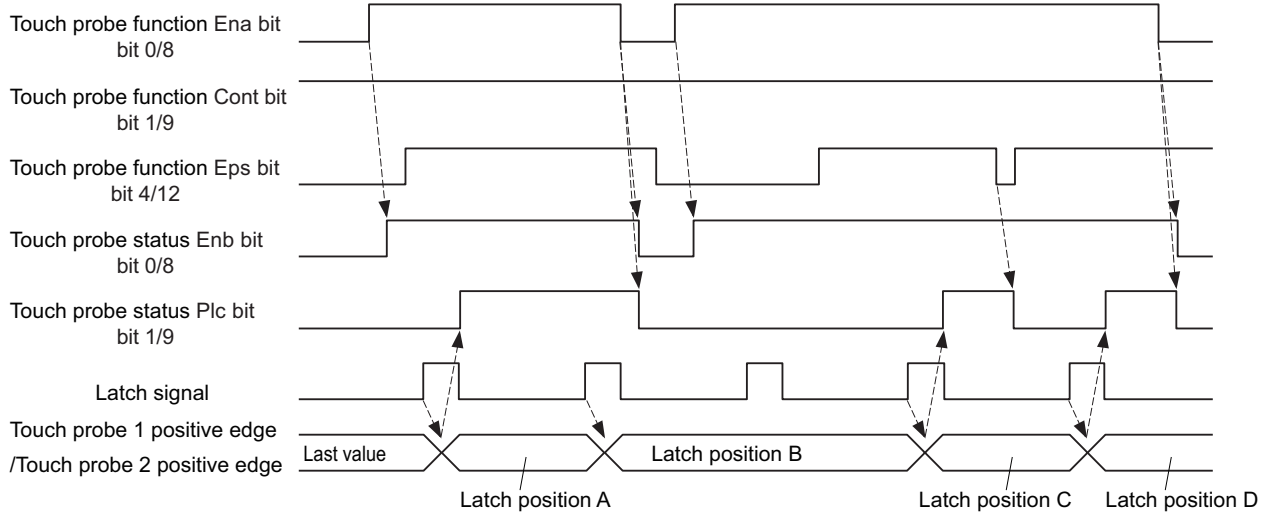 Touch probe function Ena bit
bit 0/8
Touch probe function Cont bit
bit 1/9
Touch probe function Eps bit
bit 4/12
Touch probe status Enb bit
bit 0/8
Touch probe status Plc bit
bit 1/9
Latch signal
Touch probe 1 positive edge
/Touch probe 2 positive edge
Last value
Latch position B
Latch position A
Latch position C
Latch position D